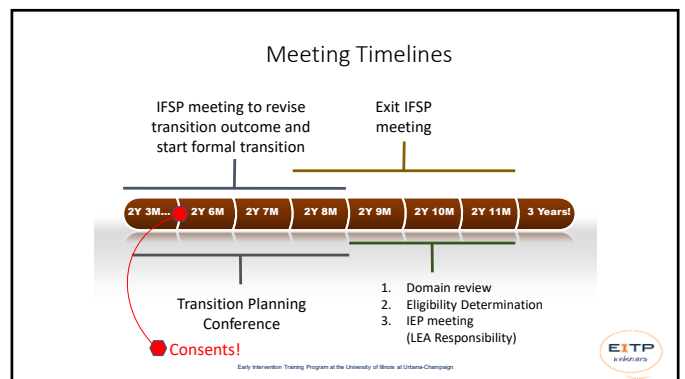 Meeting Timelines
IFSP meeting to revise
transition outcome and
start formal transition
Exit IFSP
meeting
2Y 3M... 2Y 6M 2Y 7M 2Y 8M 2Y 9M 2Y 10M 2Y 11M 3 Years!
Transition Planning
Conference
1. Domain review
2. Eligibility Determination
3. IEP meeting
(LEA Responsibility)
Consents!
EITP
webinars
Early Intervention Training Program at the University of Illinois at Urbana-Champaign